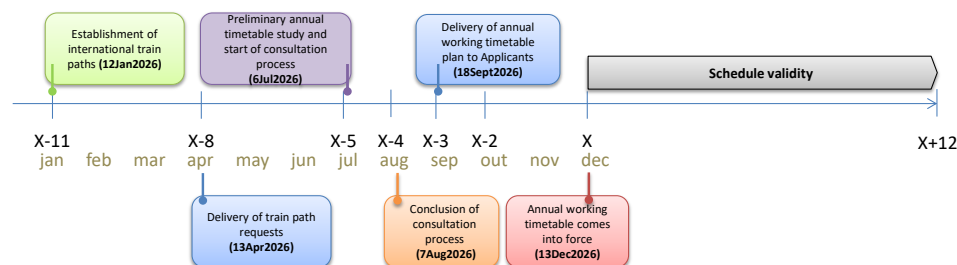 Establishment of
international train
paths (12Jan2026)
Preliminary annual
timetable study and
start of consultation
process
(6Jul2026)
Delivery of annual
working timetable
plan to Applicants
(18Sept2026)
Schedule validity
X-11
X-8
X-5
X-4
X-3
X-2
X
X+12
jan feb mar apr may jun jul aug sep out nov dec
Delivery of train path
requests
(13Apr2026)
Conclusion of
consultation
process
(7Aug2026)
Annual working
timetable comes
into force
(13Dec2026)